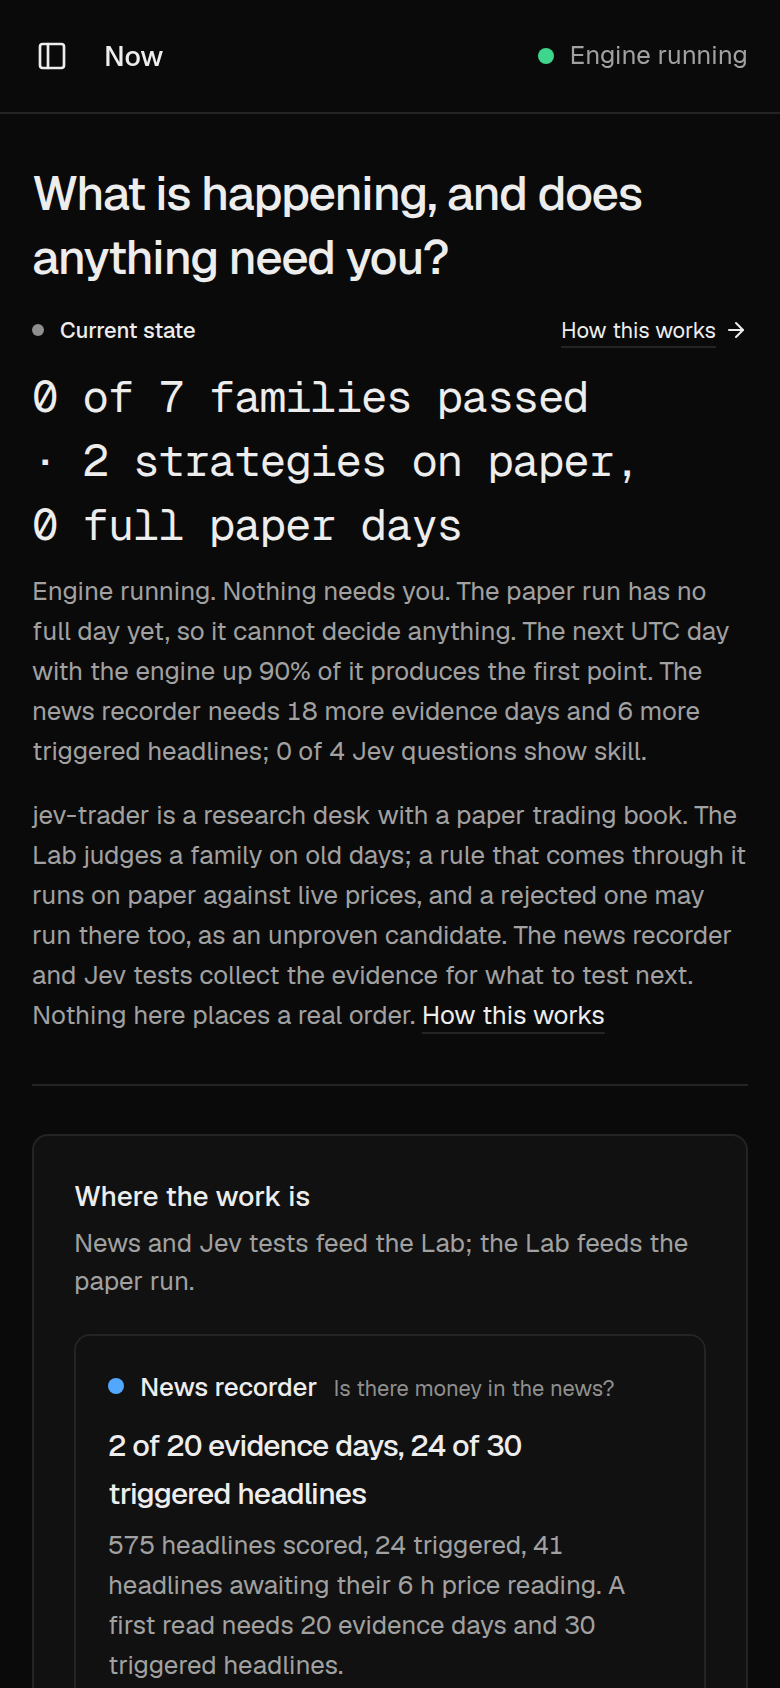 Now
Engine running
What is happening, and does
anything need you?
Current state
How this works →
0 of 7 families passed
· 2 strategies on paper,
0 full paper days
Engine running. Nothing needs you. The paper run has no
full day yet, so it cannot decide anything. The next UTC day
with the engine up 90% of it produces the first point. The
news recorder needs 18 more evidence days and 6 more
triggered headlines; 0 of 4 Jev questions show skill.
jev-trader is a research desk with a paper trading book. The
Lab judges a family on old days; a rule that comes through it
runs on paper against live prices, and a rejected one may
run there too, as an unproven candidate. The news recorder
and Jev tests collect the evidence for what to test next.
Nothing here places a real order. How this works
Where the work is
News and Jev tests feed the Lab; the Lab feeds the
paper run.
News recorder Is there money in the news?
2 of 20 evidence days, 24 of 30
triggered headlines
575 headlines scored, 24 triggered, 41
headlines awaiting their 6 h price reading. A
first read needs 20 evidence days and 30
triggered headlines.